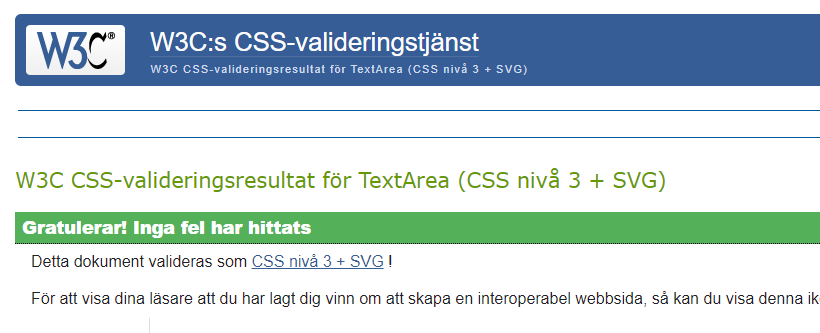 W3C®
W3C:s CSS-valideringstjänst
W3C CSS-valideringsresultat för TextArea (CSS nivå 3 + SVG)
W3C CSS-valideringsresultat för TextArea (CSS nivå 3 + SVG)
Gratulerar! Inga fel har hittats
Detta dokument valideras som CSS nivå 3 + SVG !
För att visa dina läsare att du har lagt dig vinn om att skapa en interoperabel webbsida, så kan du visa denna